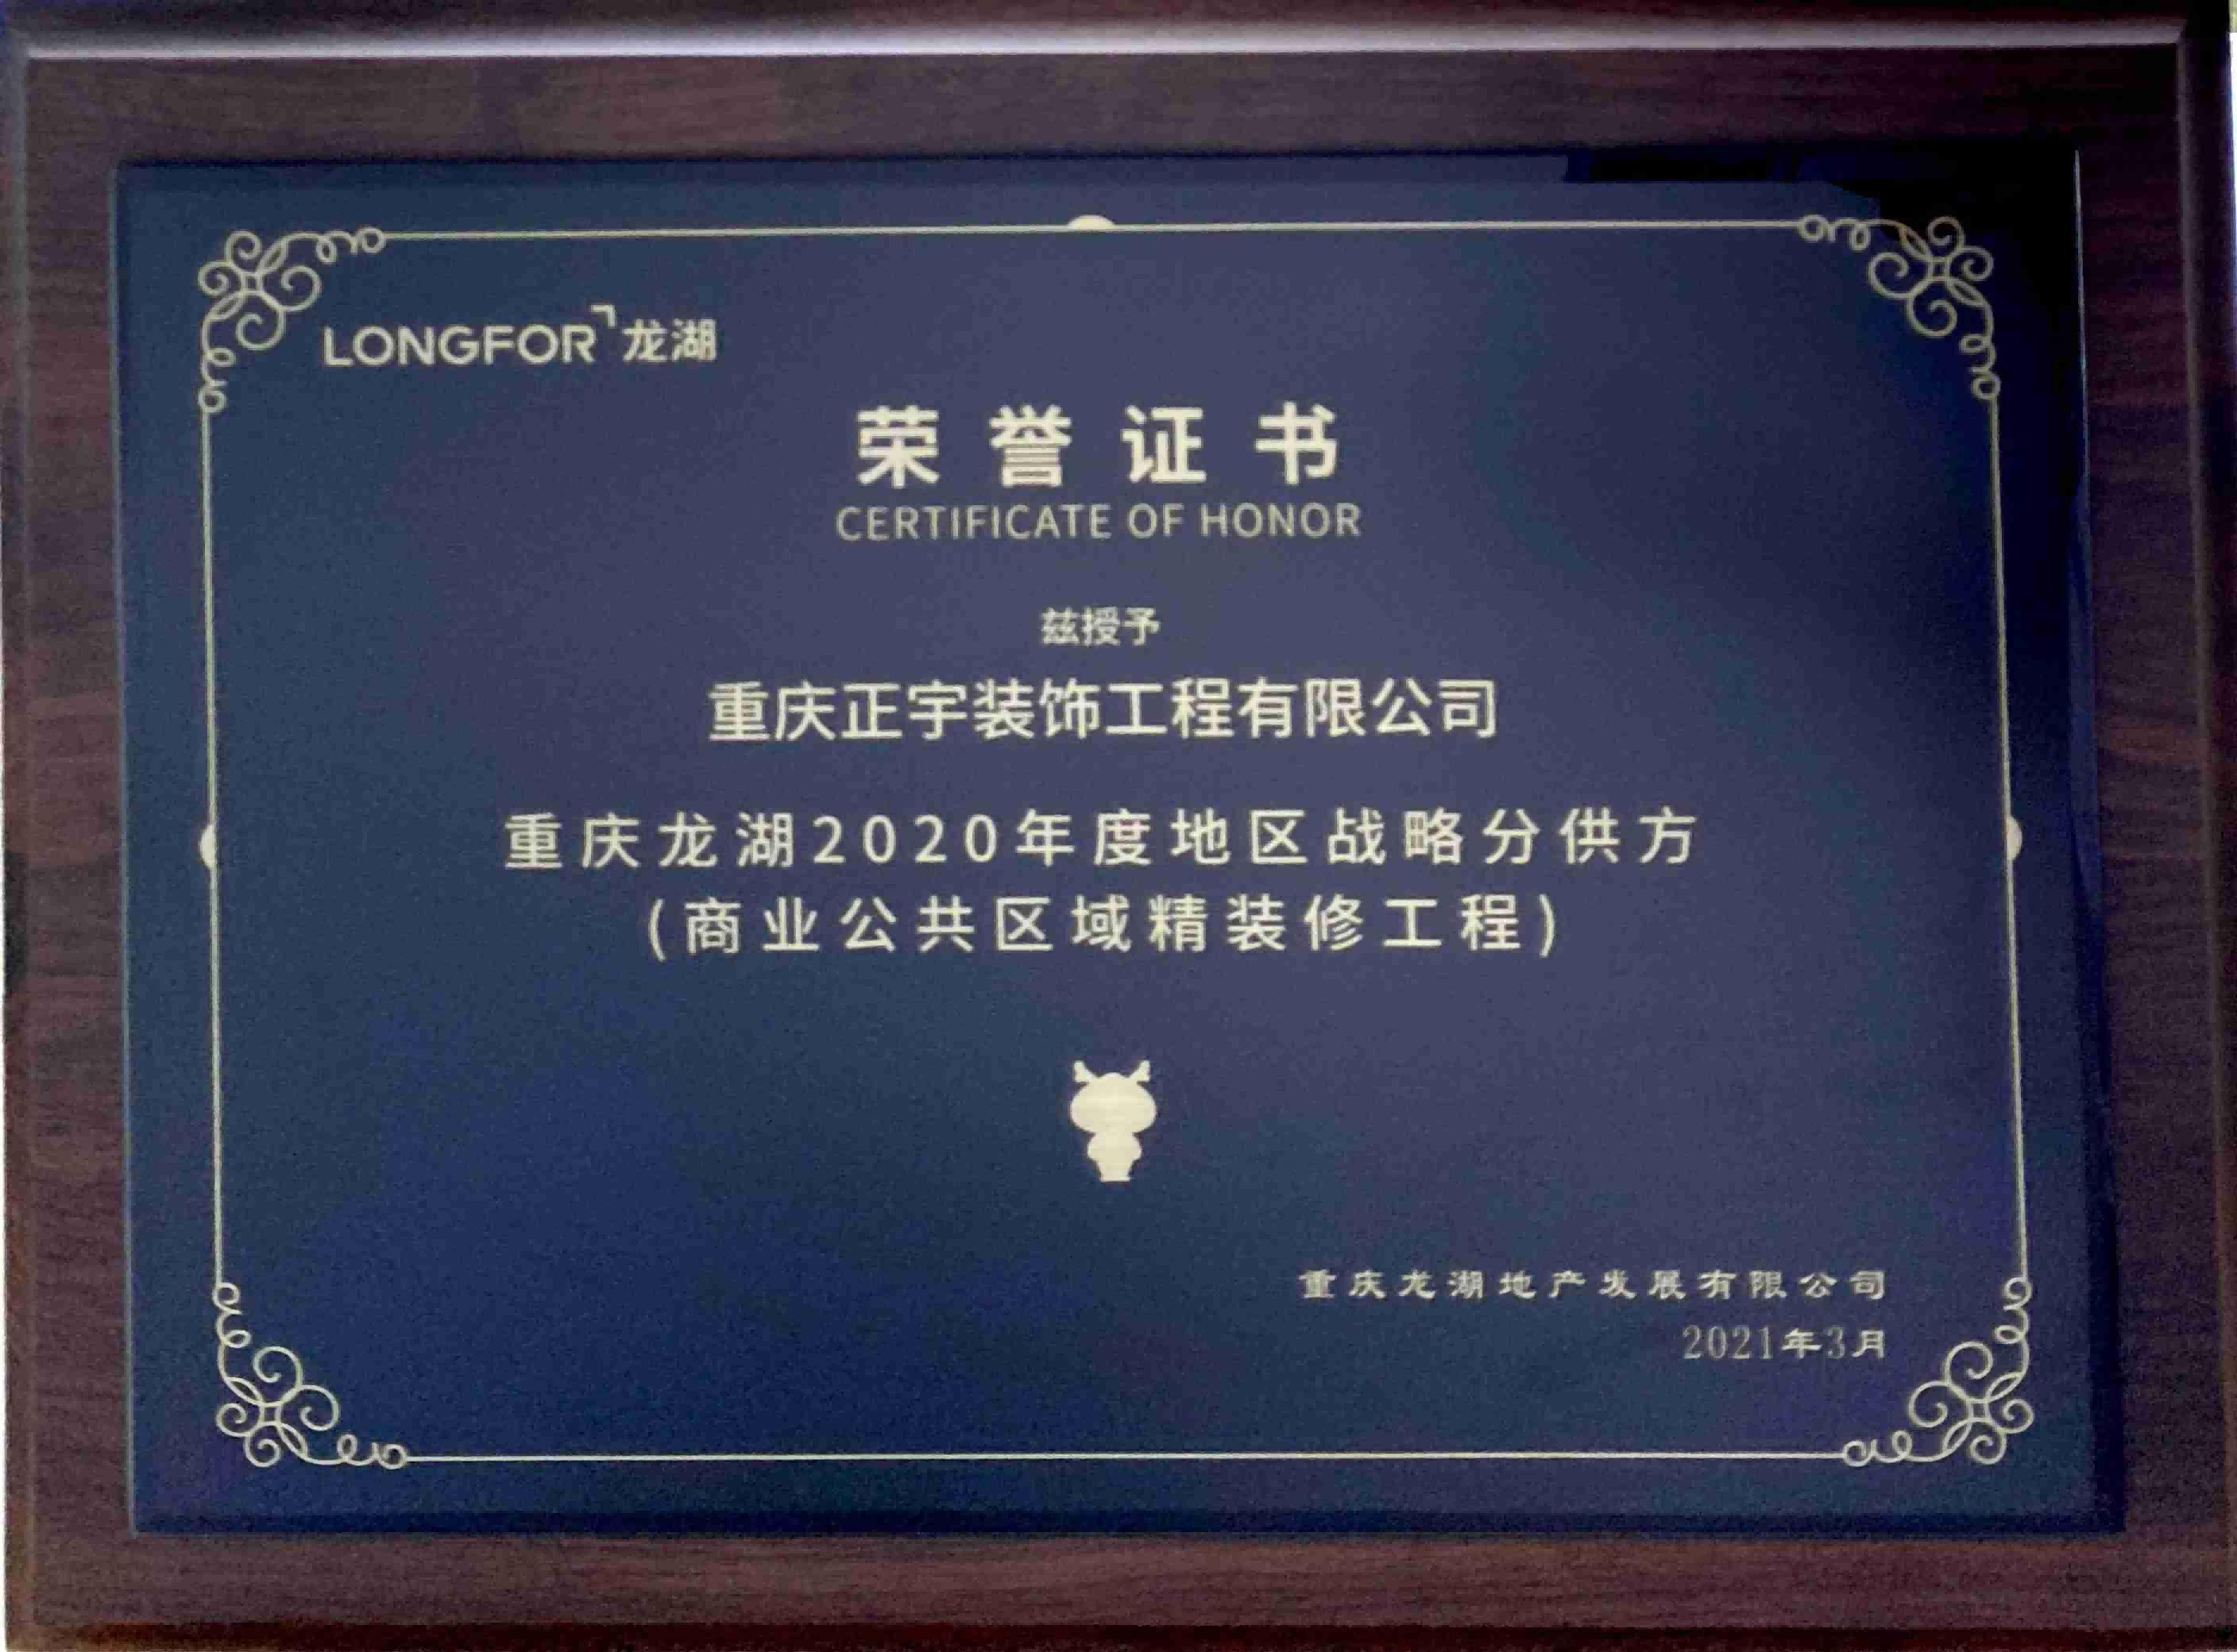 LONGFOR 龙湖
荣誉证书
CERTIFICATE OF HONOR
兹授予
重庆正宇装饰工程有限公司
重庆龙湖2020年度地区战略分供方
(商业公共区域精装修工程)
重庆龙湖地产发展有限公司
2021年3月